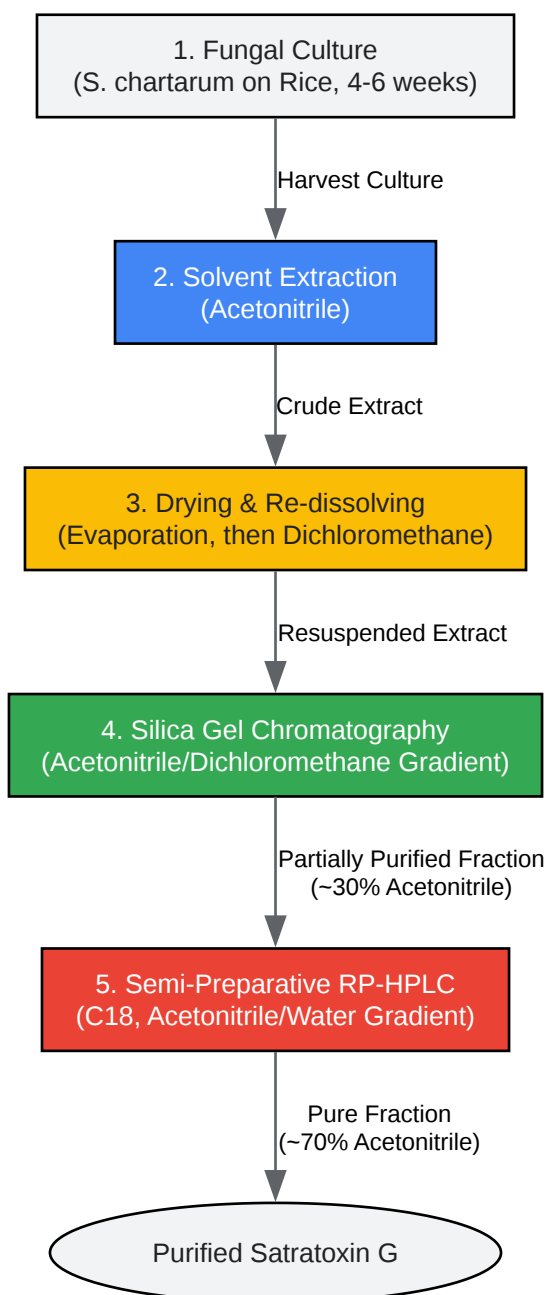 1. Fungal Culture
(S. chartarum on Rice, 4-6 weeks)
Harvest Culture
2. Solvent Extraction
(Acetonitrile)
Crude Extract
3. Drying & Re-dissolving
(Evaporation, then Dichloromethane)
Resuspended Extract
4. Silica Gel Chromatography
(Acetonitrile/Dichloromethane Gradient)
Partially Purified Fraction
(~30% Acetonitrile)
5. Semi-Preparative RP-HPLC
(C18, Acetonitrile/Water Gradient)
Pure Fraction
(~70% Acetonitrile)
Purified Satratoxin G